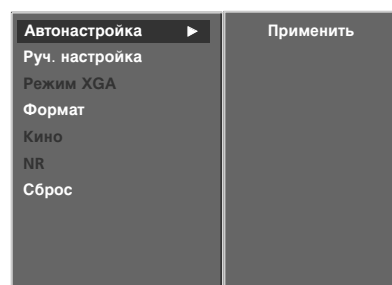 Автонастройка ►
Применить
Руч. настройка
Режим XGA
Формат
Кино
NR
Сброс